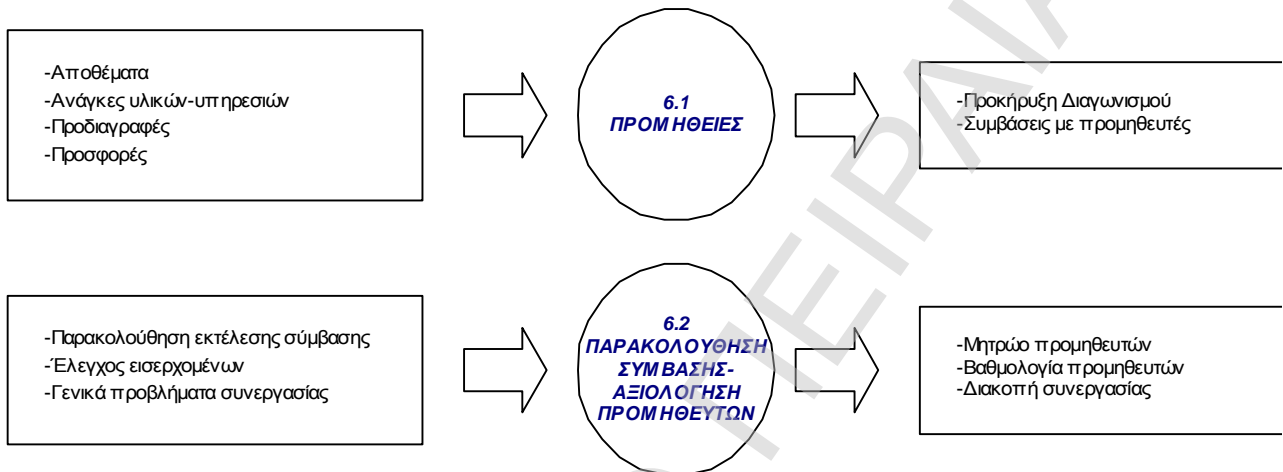 -Αποθέματα
-Ανάγκες υλικών-υπηρεσιών
-Προδιαγραφές
-Προσφορές
6.1
ΠΡΟΜΗΘΕΙΕΣ
-Προκήρυξη Διαγωνισμού
-Συμβάσεις με προμηθευτές
-Παρακολούθηση εκτέλεσης σύμβασης
-Έλεγχος εισερχομένων
-Γενικά προβλήματα συνεργασίας
6.2
ΠΑΡΑΚΟΛΟΥΘΗΣΗ
ΣΥΜΒΑΣΗΣ-
ΑΞΙΟΛΟΓΗΣΗ
ΠΡΟΜΗΘΕΥΤΩΝ
-Μητρώο προμηθευτών
-Βαθμολογία προμηθευτών
-Διακοπή συνεργασίας